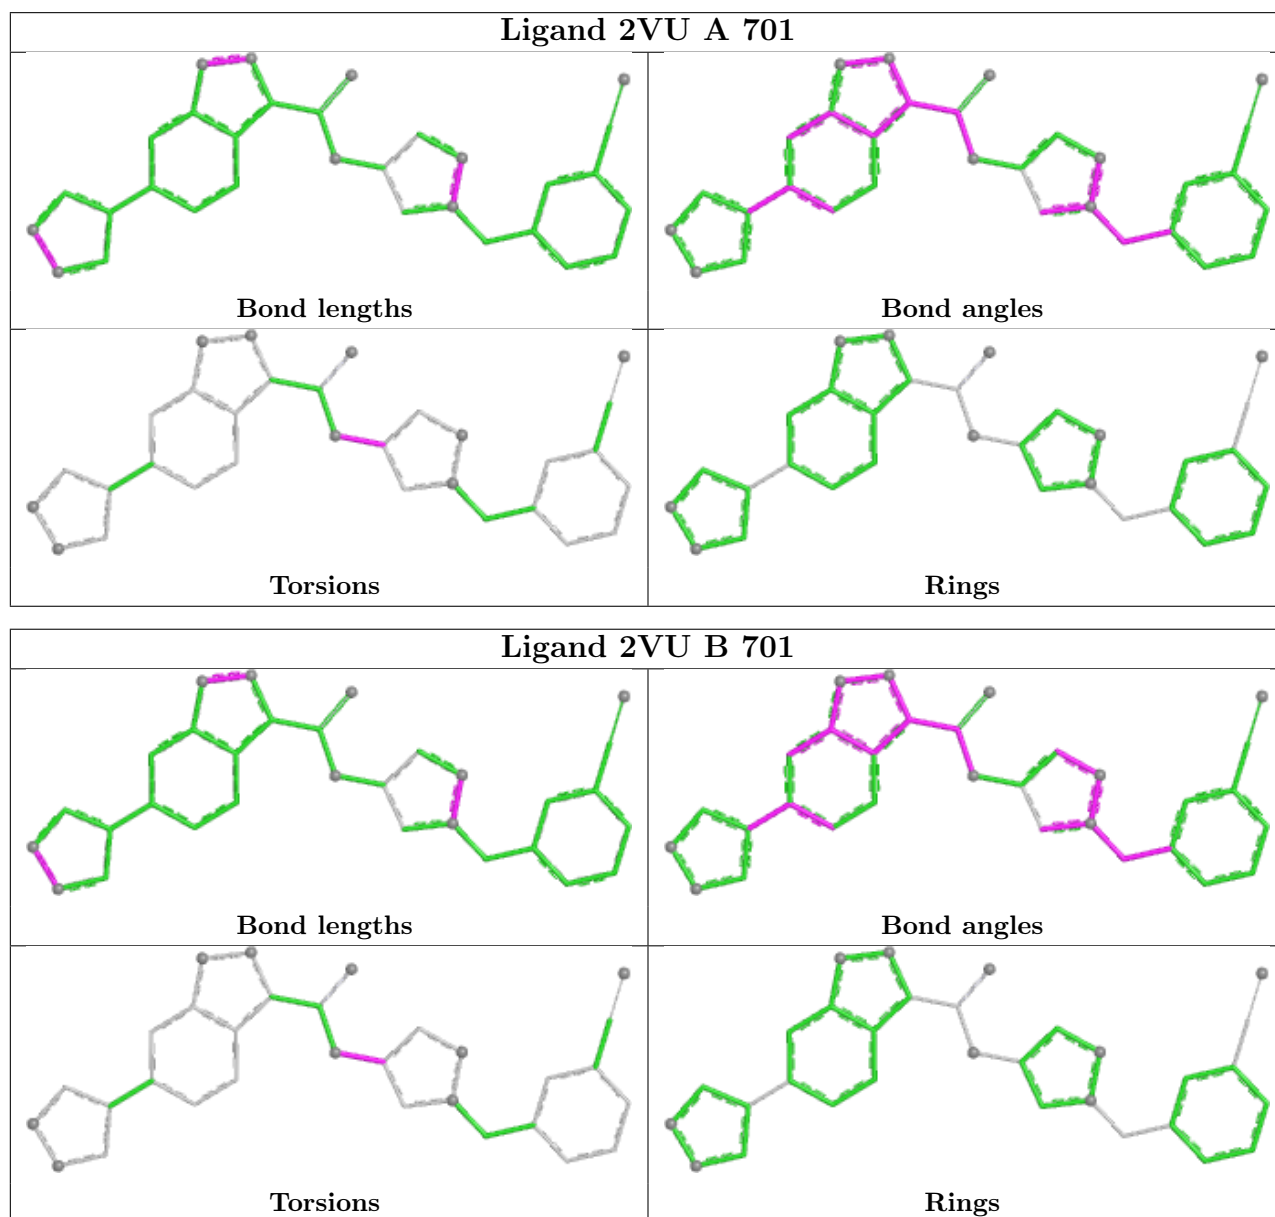 Ligand 2VU A 701
Bond lengths
Bond angles
Torsions
Rings
Ligand 2VU B 701
Bond lengths
Bond angles
Torsions
Rings